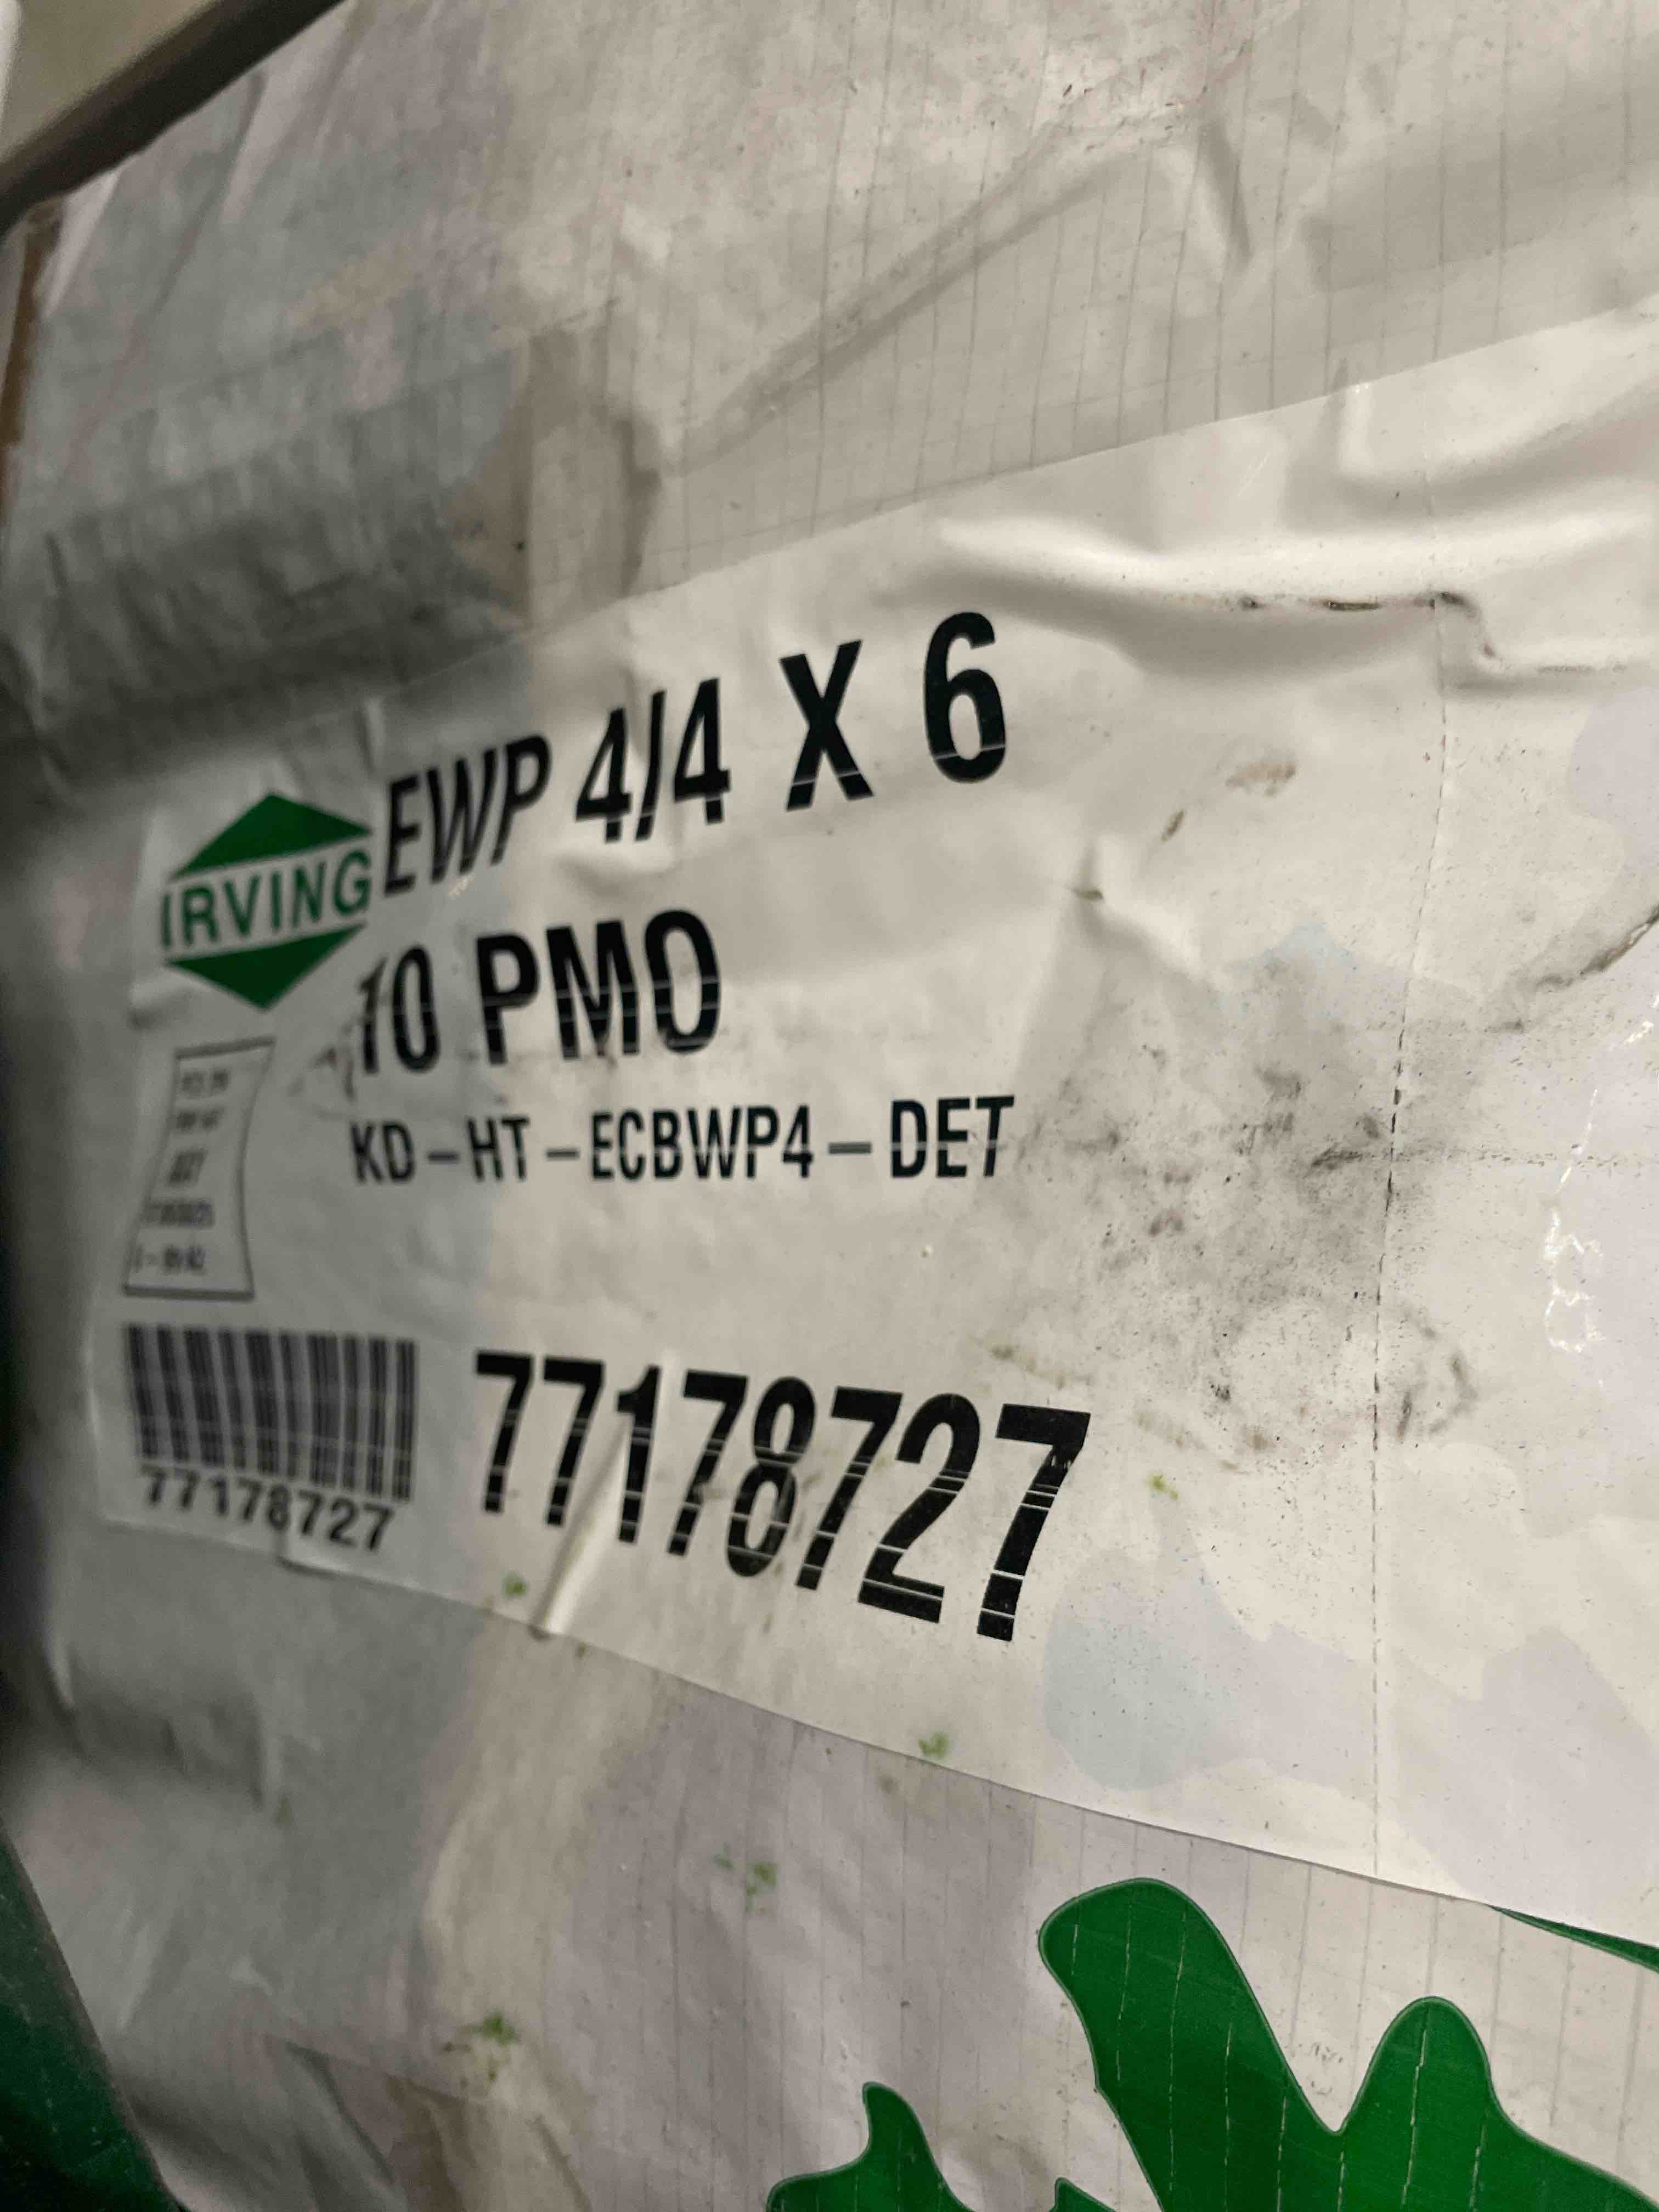 IRVING
EWP 4/4 X 6
10 PMO
KD-HT-ECBWP4-DET
77178727
77178727